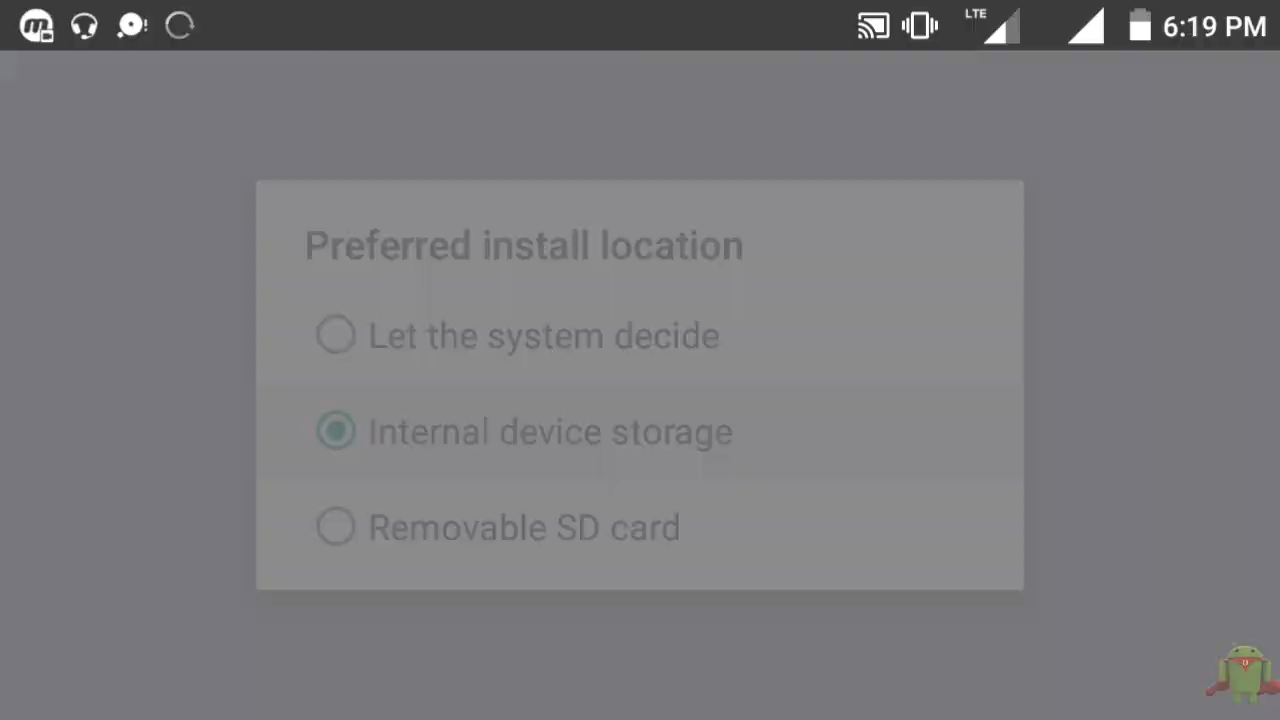 LTE
6:19 PM
Preferred install location
Let the system decide
Internal device storage
Removable SD card